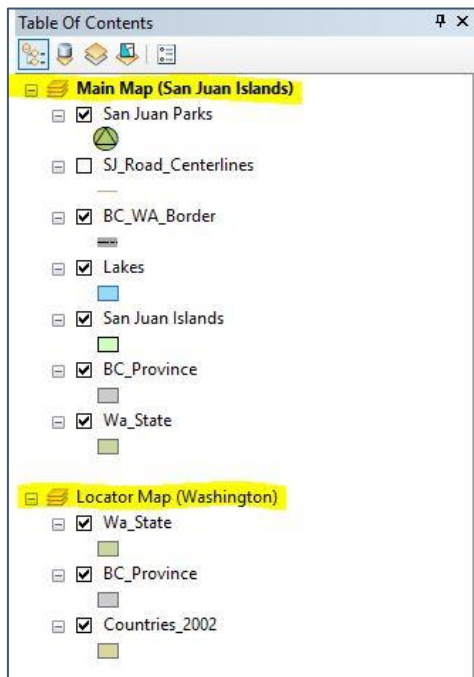 Table Of Contents
Main Map (San Juan Islands)
San Juan Parks
SJ_Road_Centerlines
BC_WA_Border
Lakes
San Juan Islands
BC_Province
Wa_State
Locator Map (Washington)
Wa_State
BC_Province
Countries_2002